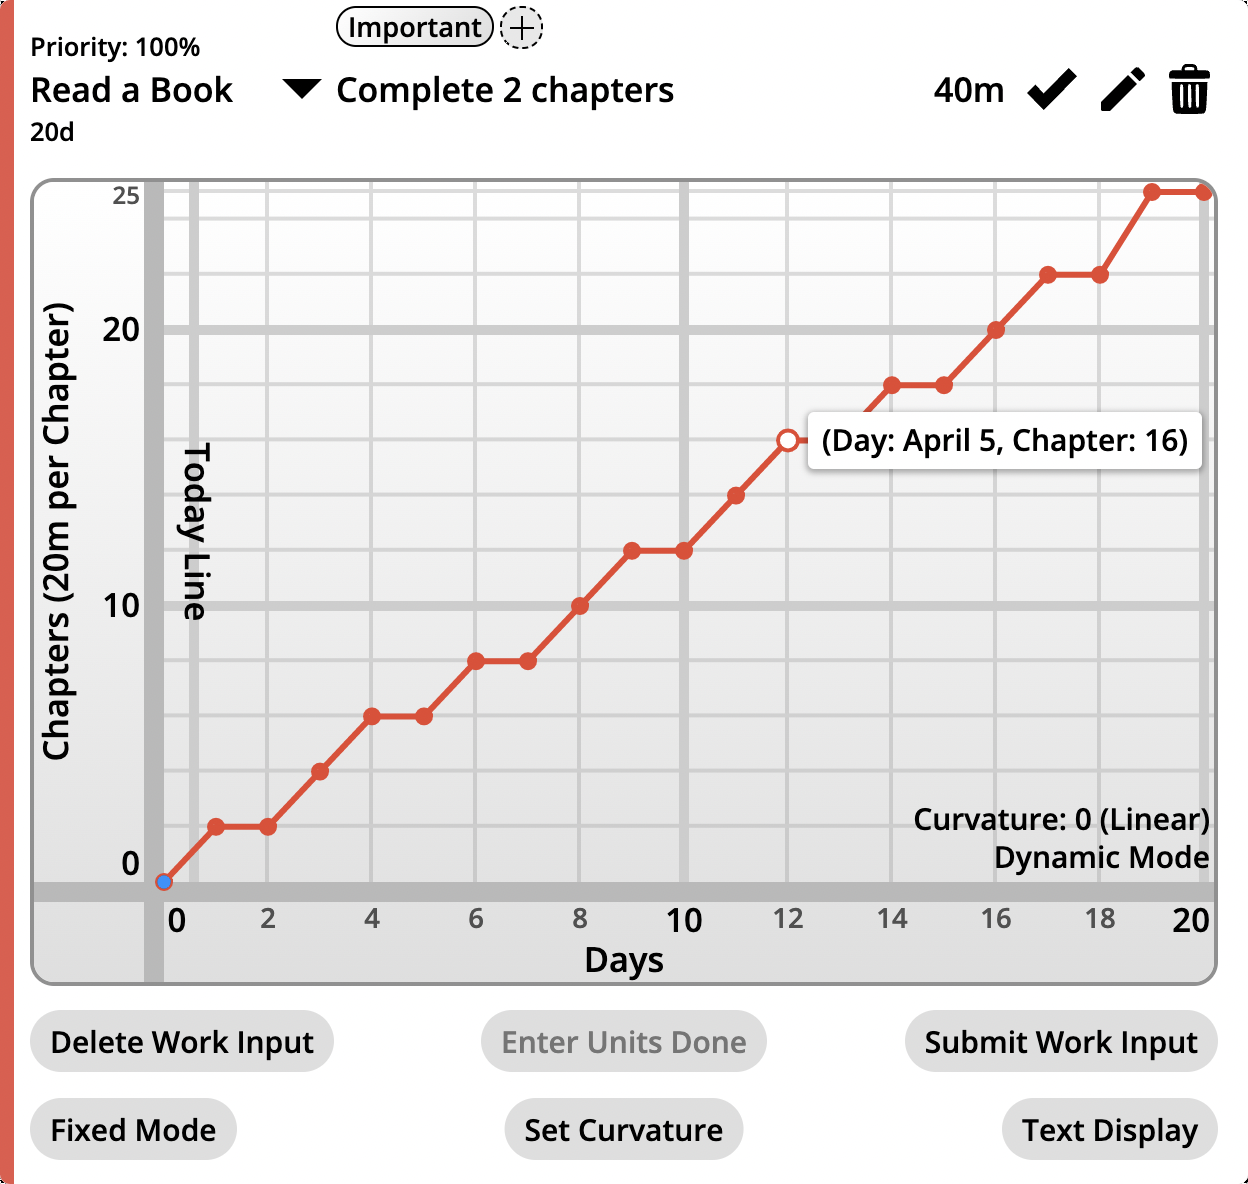 Important
Priority: 100%
Read a Book
Complete 2 chapters
40m
20d
25
20
10
0
Chapters (20m per Chapter)
Today Line
(Day: April 5, Chapter: 16)
Curvature: 0 (Linear)
Dynamic Mode
0 2 4 6 8 10 12 14 16 18 20
Days
Delete Work Input
Enter Units Done
Submit Work Input
Fixed Mode
Set Curvature
Text Display